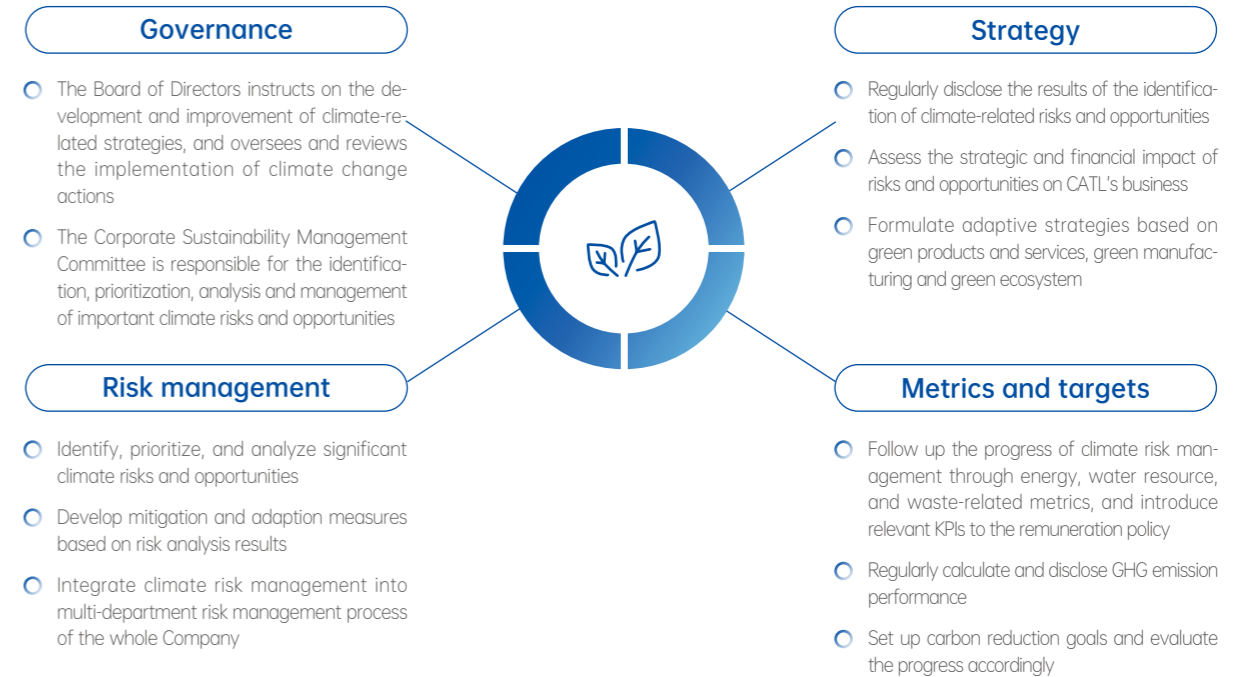 Governance
The Board of Directors instructs on the de-
velopment and improvement of climate-re-
lated strategies, and oversees and reviews
the implementation of climate change
actions
The Corporate Sustainability Management
Committee is responsible for the identifica-
tion, prioritization, analysis and management
of important climate risks and opportunities
Strategy
Regularly disclose the results of the identifica-
tion of climate-related risks and opportunities
Assess the strategic and financial impact of
risks and opportunities on CATL's business
Formulate adaptive strategies based on
green products and services, green manufac-
turing and green ecosystem
Risk management
Identify, prioritize, and analyze significant
climate risks and opportunities
Develop mitigation and adaption measures
based on risk analysis results
Integrate climate risk management into
multi-department risk management process
of the whole Company
Metrics and targets
Follow up the progress of climate risk man-
agement through energy, water resource,
and waste-related metrics, and introduce
relevant KPIs to the remuneration policy
Regularly calculate and disclose GHG emission
performance
Set up carbon reduction goals and evaluate
the progress accordingly